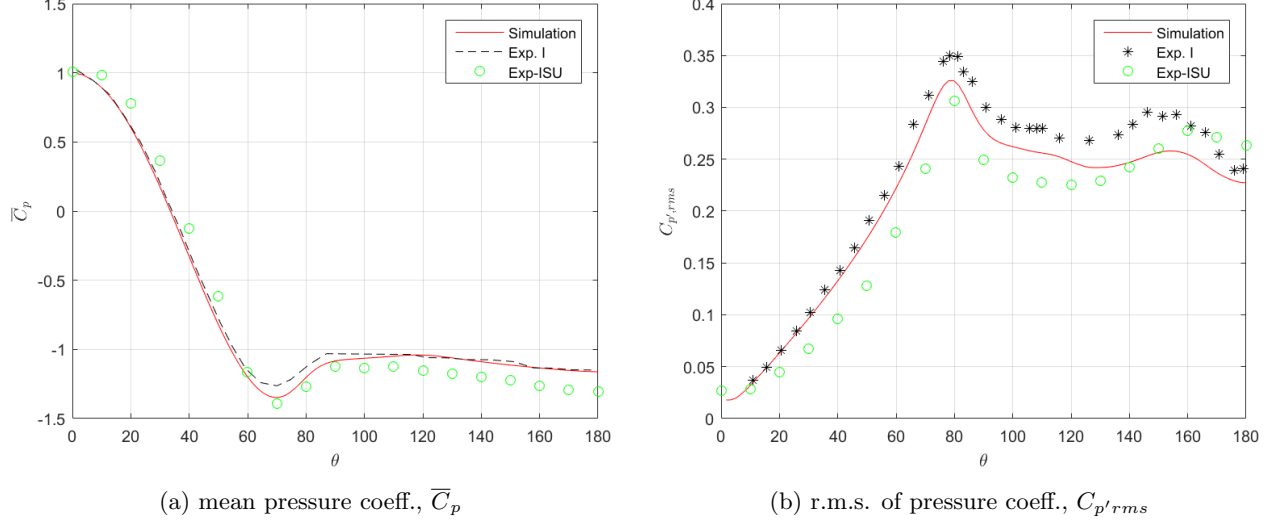 1.5
1
0.5
0
-0.5
-1
-1.5
C̅p
0 20 40 60 80 100 120 140 160 180
θ
Simulation
Exp. I
Exp-ISU
(a) mean pressure coeff., C̅p
0.4
0.35
0.3
0.25
0.2
0.15
0.1
0.05
0
Cp′,rms
0 20 40 60 80 100 120 140 160 180
θ
Simulation
Exp. I
Exp-ISU
(b) r.m.s. of pressure coeff., Cp′rms